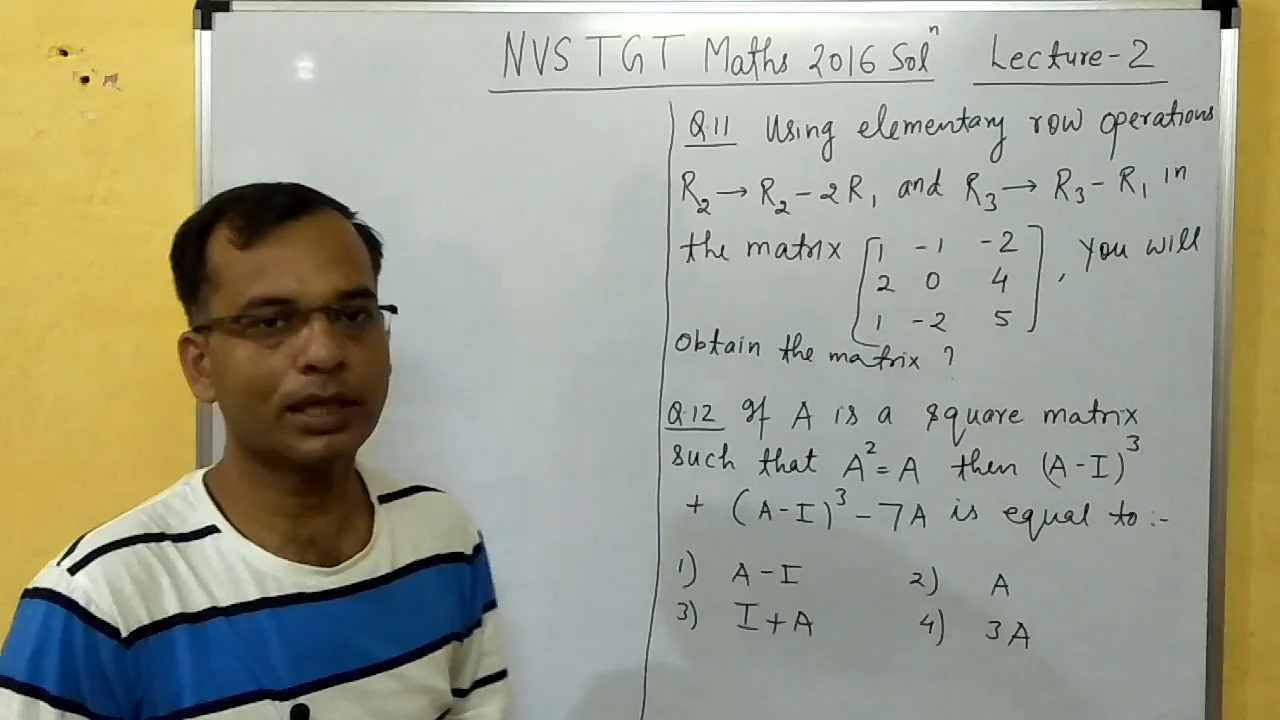 NVS TGT Maths 2016 Solⁿ Lecture-2
Q11 Using elementary row operations
R₂ → R₂ - 2R₁ and R₃ → R₃ - R₁ in
the matrix [1 -1 -2
2 0 4
1 -2 5], you will
obtain the matrix ?
Q.12 If A is a square matrix
such that A² = A then (A - I)³
+ (A - I)³ - 7A is equal to :-
1) A - I 2) A
3) I + A 4) 3A